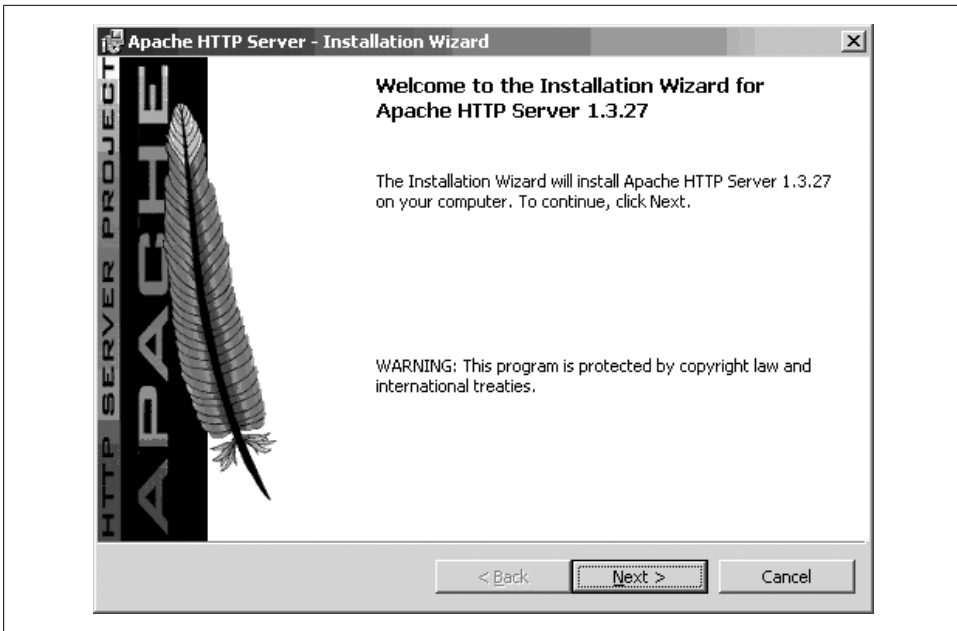 Apache HTTP Server - Installation Wizard
HTTP SERVER PROJECT
APACHE
Welcome to the Installation Wizard for
Apache HTTP Server 1.3.27
The Installation Wizard will install Apache HTTP Server 1.3.27
on your computer. To continue, click Next.
WARNING: This program is protected by copyright law and
international treaties.
< Back
Next >
Cancel